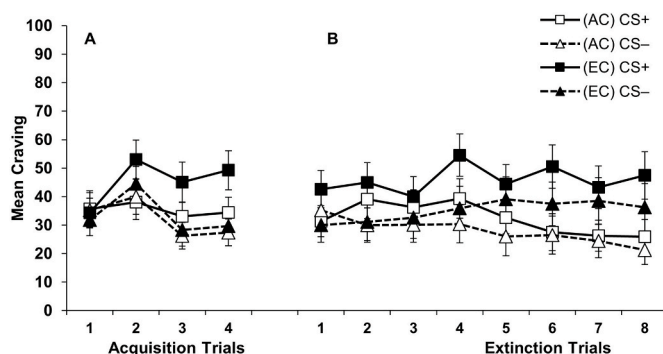 100
90
80
70
60
50
40
30
20
10
0
Mean Craving
A
B
(AC) CS+
(AC) CS–
(EC) CS+
(EC) CS–
1 2 3 4 1 2 3 4 5 6 7 8
Acquisition Trials Extinction Trials